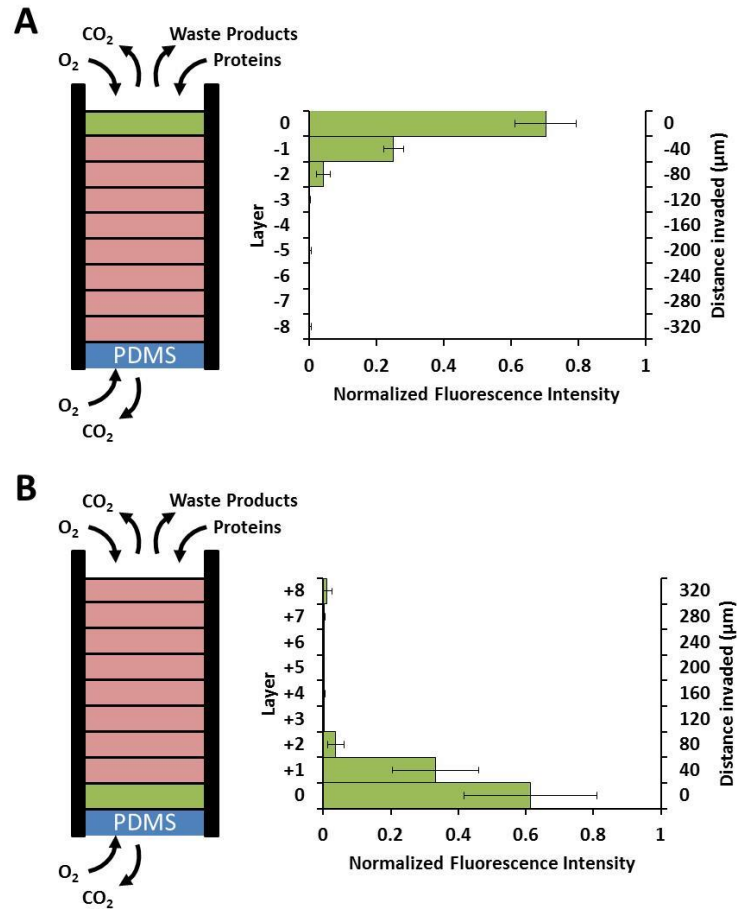 A
CO2 Waste Products
O2 Proteins
PDMS
O2
CO2
Layer
0
-1
-2
-3
-4
-5
-6
-7
-8
0 0.2 0.4 0.6 0.8 1
Normalized Fluorescence Intensity
0
-40
-80
-120
-160
-200
-240
-280
-320
Distance invaded (µm)
B
CO2 Waste Products
O2 Proteins
PDMS
O2
CO2
Layer
+8
+7
+6
+5
+4
+3
+2
+1
0
0 0.2 0.4 0.6 0.8 1
Normalized Fluorescence Intensity
320
280
240
200
160
120
80
40
0
Distance invaded (µm)